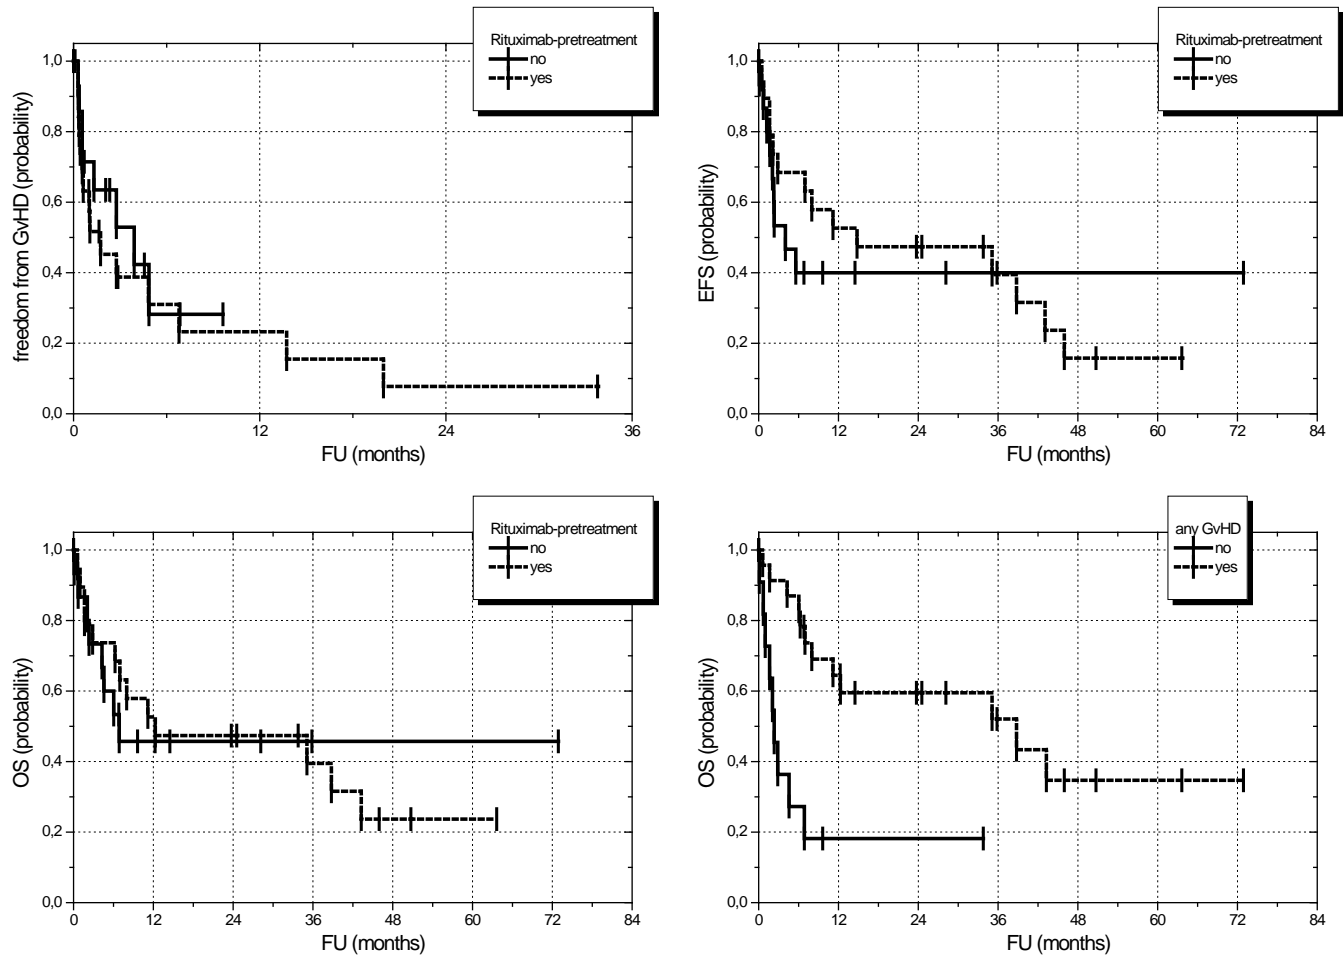 Rituximab-pretreatment
no
yes
1,0
0,8
0,6
0,4
0,2
0,0
freedom from GvHD (probability)
0
12
24
36
FU (months)
Rituximab-pretreatment
no
yes
1,0
0,8
0,6
0,4
0,2
0,0
EFS (probability)
0
12
24
36
48
60
72
84
FU (months)
Rituximab-pretreatment
no
yes
1,0
0,8
0,6
0,4
0,2
0,0
OS (probability)
0
12
24
36
48
60
72
84
FU (months)
any GvHD
no
yes
1,0
0,8
0,6
0,4
0,2
0,0
OS (probability)
0
12
24
36
48
60
72
84
FU (months)